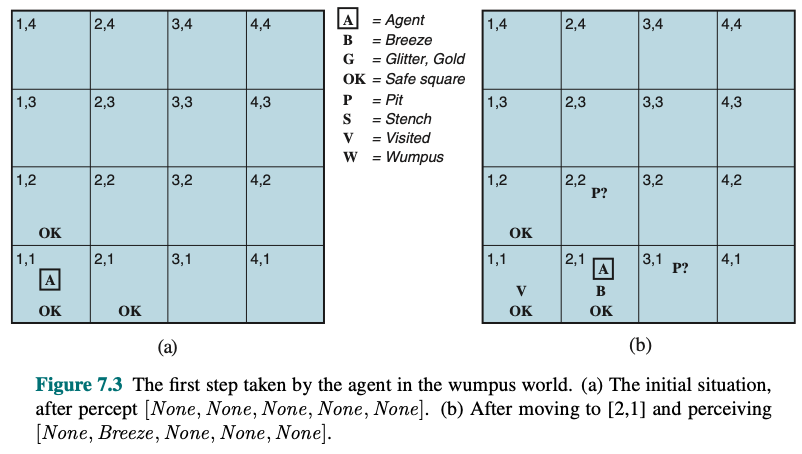 1,4 2,4 3,4 4,4
1,3 2,3 3,3 4,3
1,2 2,2 3,2 4,2
OK
1,1 2,1 3,1 4,1
A
OK OK
(a)
A = Agent
B = Breeze
G = Glitter, Gold
OK = Safe square
P = Pit
S = Stench
V = Visited
W = Wumpus
1,4 2,4 3,4 4,4
1,3 2,3 3,3 4,3
1,2 2,2 3,2 4,2
P?
OK
1,1 2,1 3,1 4,1
A P?
V B
OK OK
(b)
Figure 7.3 The first step taken by the agent in the wumpus world. (a) The initial situation,
after percept [None, None, None, None, None]. (b) After moving to [2,1] and perceiving
[None, Breeze, None, None, None].